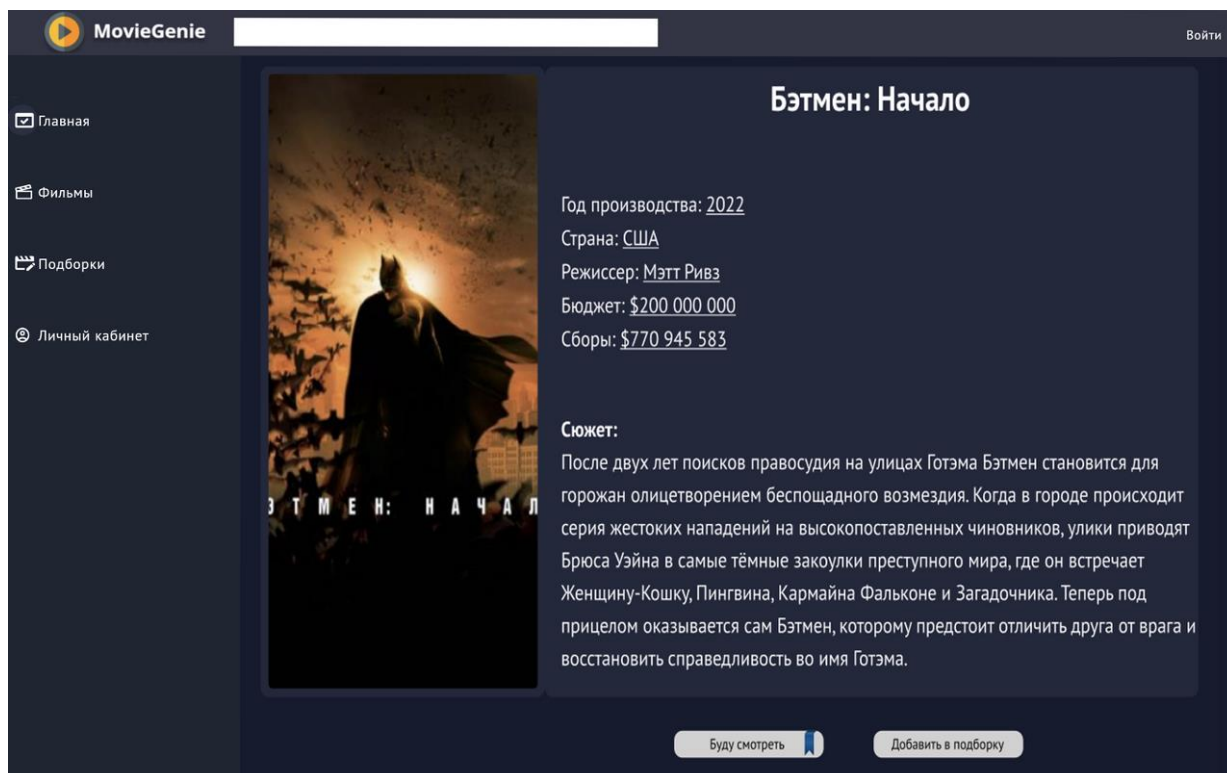 MovieGenie
Войти
Главная
Фильмы
Подборки
Личный кабинет
ЭТМЕН: НАЧАЛ
Бэтмен: Начало
Год производства: 2022
Страна: США
Режиссер: Мэтт Ривз
Бюджет: $200 000 000
Сборы: $770 945 583
Сюжет:
После двух лет поисков правосудия на улицах Готэма Бэтмен становится для
горожан олицетворением беспощадного возмездия. Когда в городе происходит
серия жестоких нападений на высокопоставленных чиновников, улики приводят
Брюса Уэйна в самые тёмные закоулки преступного мира, где он встречает
Женщину-Кошку, Пингвина, Кармайна Фальконе и Загадочника. Теперь под
прицелом оказывается сам Бэтмен, которому предстоит отличить друга от врага и
восстановить справедливость во имя Готэма.
Буду смотреть
Добавить в подборку